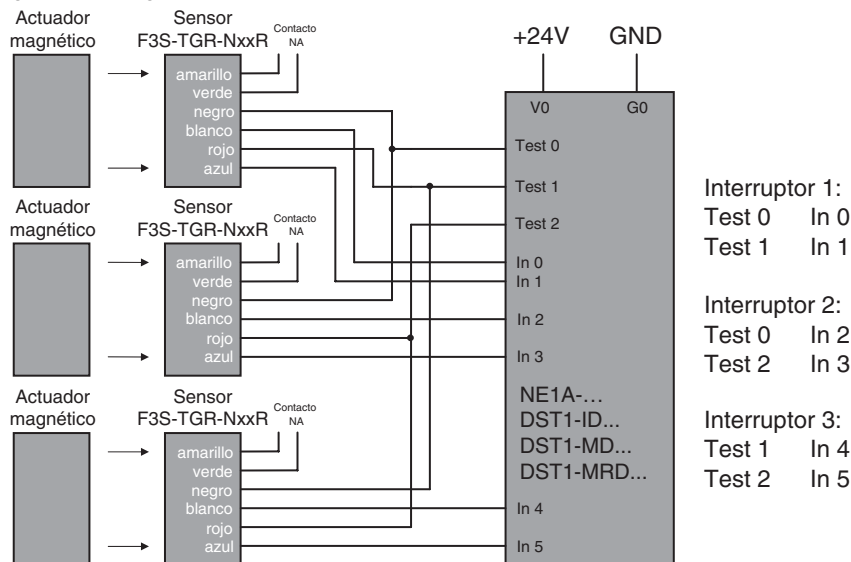 Actuador
magnético
Sensor
F3S-TGR-NxxR
Contacto
NA
amarillo
verde
negro
blanco
rojo
azul
Actuador
magnético
Sensor
F3S-TGR-NxxR
Contacto
NA
amarillo
verde
negro
blanco
rojo
azul
Actuador
magnético
Sensor
F3S-TGR-NxxR
Contacto
NA
amarillo
verde
negro
blanco
rojo
azul
+24V GND
V0 G0
Test 0
Test 1
Test 2
In 0
In 1
In 2
In 3
NE1A-...
DST1-ID...
DST1-MD...
DST1-MRD...
In 4
In 5
Interruptor 1:
Test 0 In 0
Test 1 In 1
Interruptor 2:
Test 0 In 2
Test 2 In 3
Interruptor 3:
Test 1 In 4
Test 2 In 5